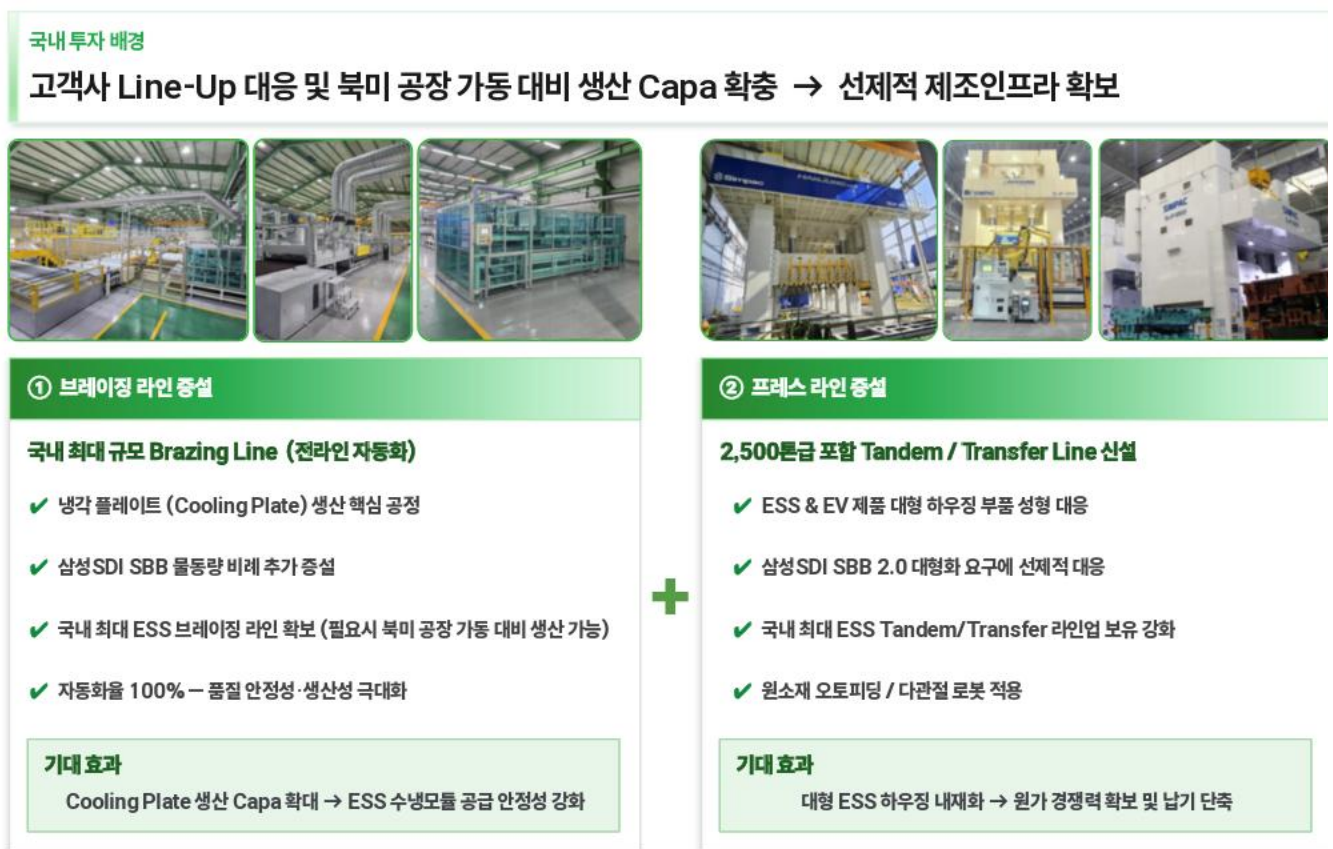 국내 투자 배경
고객사 Line-Up 대응 및 북미 공장 가동 대비 생산 Capa 확충 → 선제적 제조인프라 확보
Simpac
SIMPAC
SIMPAC
① 브레이징 라인 증설
국내 최대 규모 Brazing Line (전라인 자동화)
✔ 냉각 플레이트 (Cooling Plate) 생산 핵심 공정
✔ 삼성SDI SBB 물동량 비례 추가 증설
✔ 국내 최대 ESS 브레이징 라인 확보 (필요시 북미 공장 가동 대비 생산 가능)
✔ 자동화율 100% – 품질 안정성·생산성 극대화
기대 효과
Cooling Plate 생산 Capa 확대 → ESS 수냉모듈 공급 안정성 강화
+
② 프레스 라인 증설
2,500톤급 포함 Tandem / Transfer Line 신설
✔ ESS & EV 제품 대형 하우징 부품 성형 대응
✔ 삼성SDI SBB 2.0 대형화 요구에 선제적 대응
✔ 국내 최대 ESS Tandem/Transfer 라인업 보유 강화
✔ 원소재 오토피딩 / 다관절 로봇 적용
기대 효과
대형 ESS 하우징 내재화 → 원가 경쟁력 확보 및 납기 단축